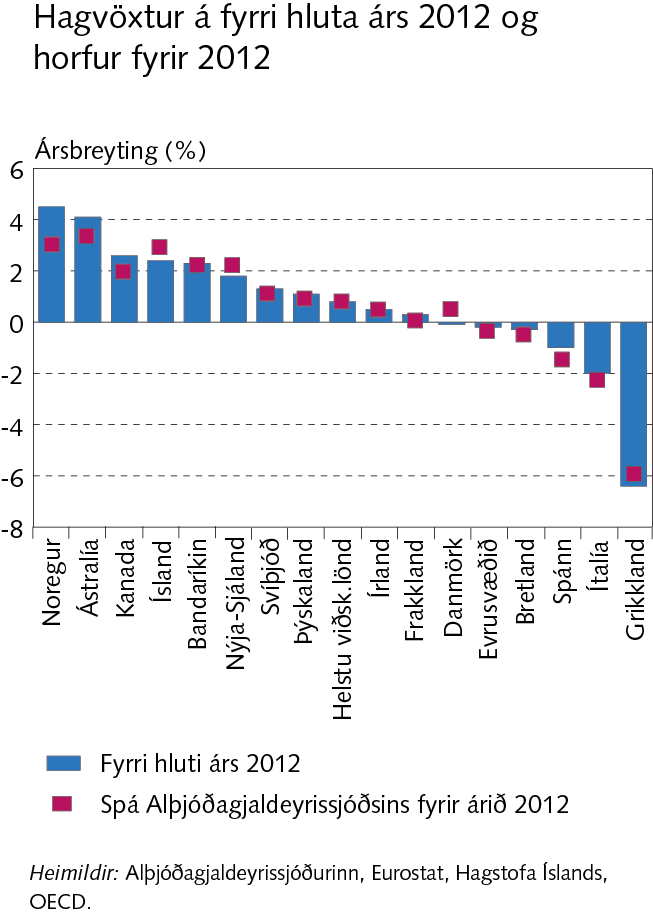 Hagvöxtur á fyrri hluta árs 2012 og
horfur fyrir 2012
Ársbreyting (%)
6
4
2
0
-2
-4
-6
-8
Noregur
Ástralía
Kanada
Ísland
Bandaríkin
Nýja-Sjáland
Svíþjóð
Þýskaland
Helstu viðsk.lönd
Írland
Frakkland
Danmörk
Evrusvæðið
Bretland
Spánn
Ítalía
Grikkland
Fyrri hluti árs 2012
Spá Alþjóðagjaldeyrissjóðsins fyrir árið 2012
Heimildir: Alþjóðagjaldeyrissjóðurinn, Eurostat, Hagstofa Íslands,
OECD.